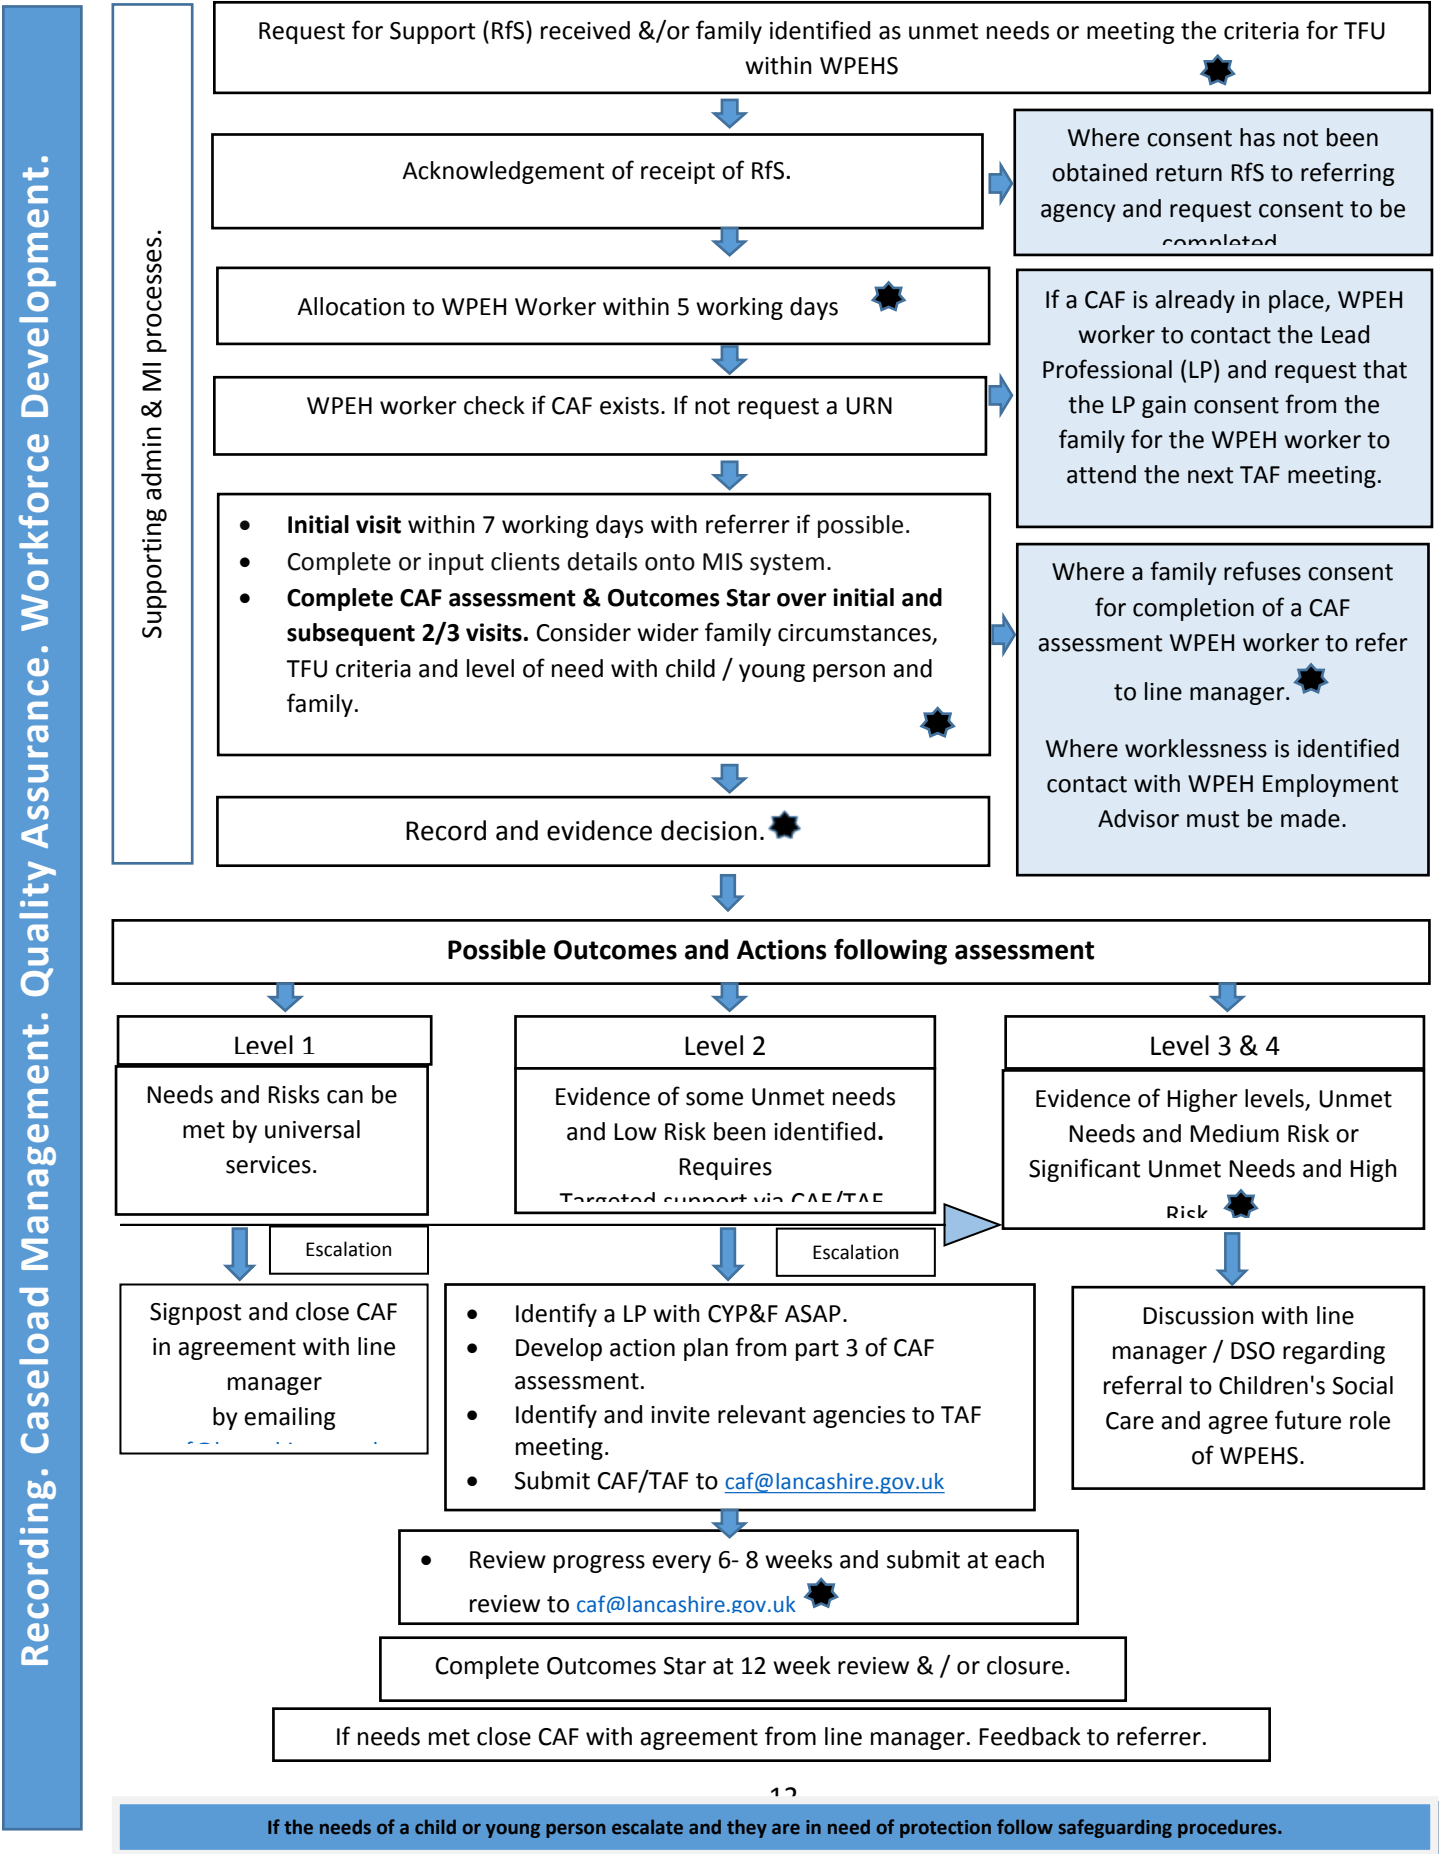 Recording. Caseload Management. Quality Assurance. Workforce Development.
Supporting admin & MI processes.
Request for Support (RfS) received &/or family identified as unmet needs or meeting the criteria for TFU
within WPEHS
Acknowledgement of receipt of RfS.
Where consent has not been
obtained return RfS to referring
agency and request consent to be
completed
Allocation to WPEH Worker within 5 working days
If a CAF is already in place, WPEH
worker to contact the Lead
Professional (LP) and request that
the LP gain consent from the
family for the WPEH worker to
attend the next TAF meeting.
WPEH worker check if CAF exists. If not request a URN
• Initial visit within 7 working days with referrer if possible.
• Complete or input clients details onto MIS system.
• Complete CAF assessment & Outcomes Star over initial and
subsequent 2/3 visits. Consider wider family circumstances,
TFU criteria and level of need with child / young person and
family.
Where a family refuses consent
for completion of a CAF
assessment WPEH worker to refer
to line manager.
Where worklessness is identified
contact with WPEH Employment
Advisor must be made.
Record and evidence decision.
Possible Outcomes and Actions following assessment
Level 1
Needs and Risks can be
met by universal
services.
Level 2
Evidence of some Unmet needs
and Low Risk been identified.
Requires
Targeted support via CAF/TAF
Level 3 & 4
Evidence of Higher levels, Unmet
Needs and Medium Risk or
Significant Unmet Needs and High
Risk
Escalation
Escalation
Signpost and close CAF
in agreement with line
manager
by emailing
• Identify a LP with CYP&F ASAP.
• Develop action plan from part 3 of CAF
assessment.
• Identify and invite relevant agencies to TAF
meeting.
• Submit CAF/TAF to caf@lancashire.gov.uk
Discussion with line
manager / DSO regarding
referral to Children's Social
Care and agree future role
of WPEHS.
• Review progress every 6- 8 weeks and submit at each
review to caf@lancashire.gov.uk
Complete Outcomes Star at 12 week review & / or closure.
If needs met close CAF with agreement from line manager. Feedback to referrer.
12
If the needs of a child or young person escalate and they are in need of protection follow safeguarding procedures.